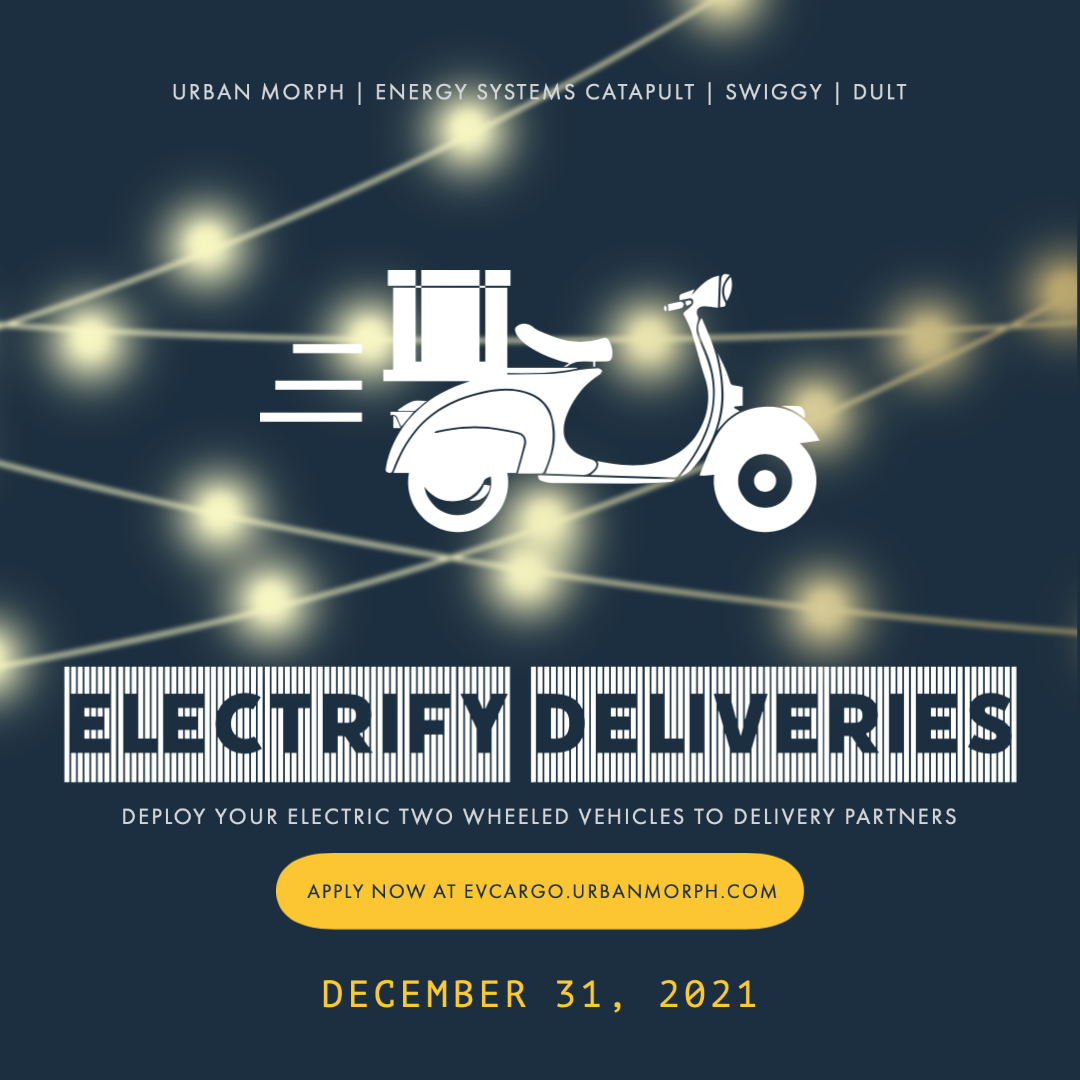 URBAN MORPH | ENERGY SYSTEMS CATAPULT | SWIGGY | DULT
ELECTRIFY DELIVERIES
DEPLOY YOUR ELECTRIC TWO WHEELED VEHICLES TO DELIVERY PARTNERS
APPLY NOW AT EVCARGO.URBANMORPH.COM
DECEMBER 31, 2021